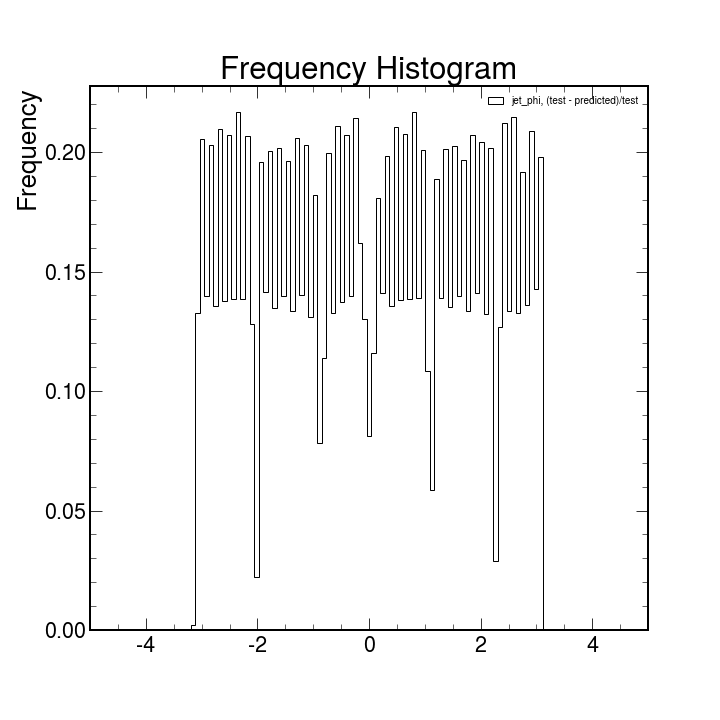 Frequency Histogram
jet_phi, (test - predicted)/test
Frequency
0.20
0.15
0.10
0.05
0.00
-4 -2 0 2 4